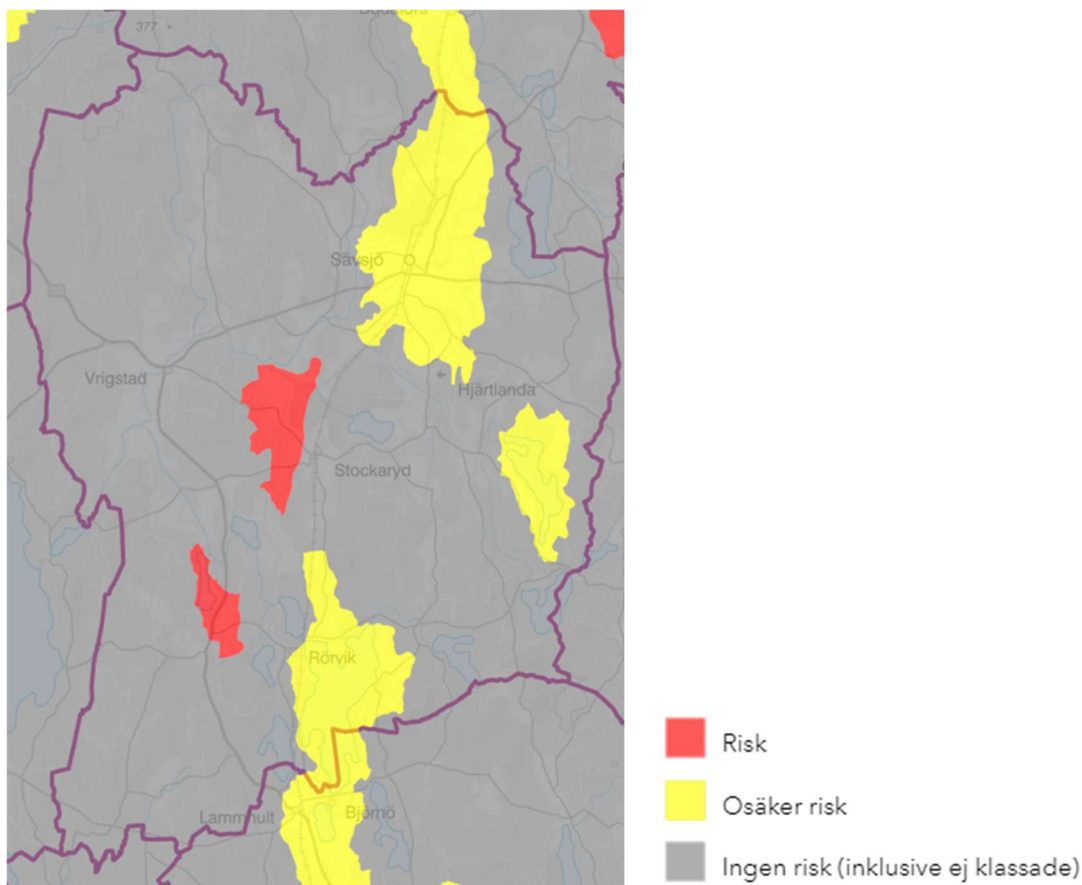 377
Sävsjö
Vrigstad
Hjärtlanda
Stockaryd
Rörvik
Lammhult
Björnö
Risk
Osäker risk
Ingen risk (inklusive ej klassade)